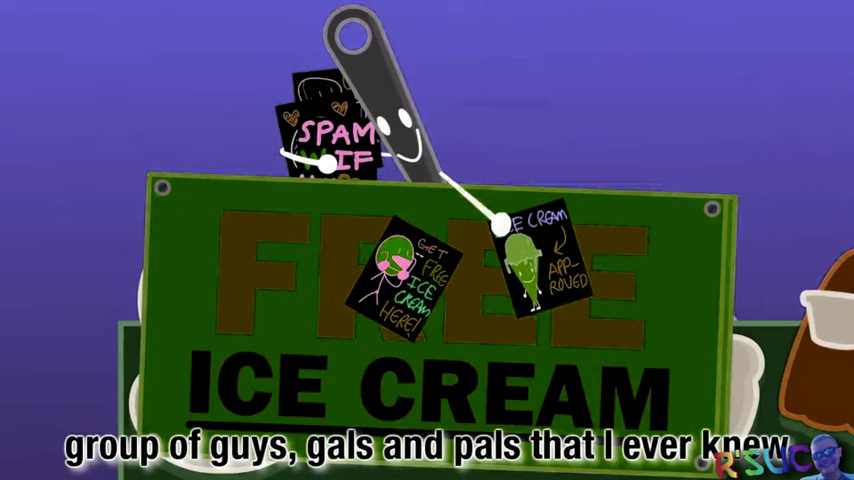 SPAM
IF
ICE CREAM
APP-
ROVED
GET
FREE
ICE
CREAM
HERE!
FREE
ICE CREAM
group of guys, gals and pals that I ever knew
R'SUC